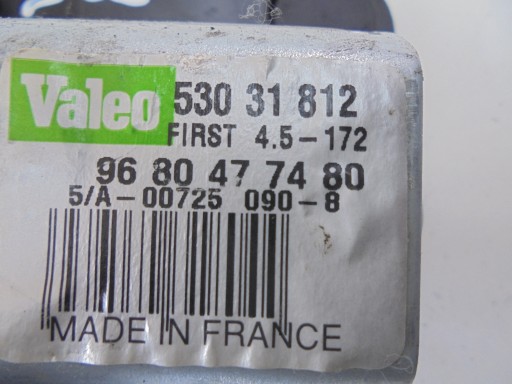 Valeo 530 31 812
FIRST 4.5-172
96 80 47 74 80
5/A-00725 090-8
MADE IN FRANCE